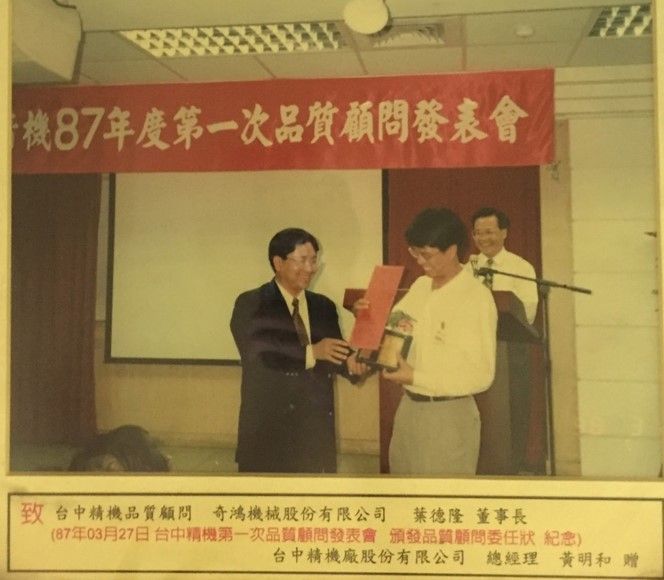 精機87年度第一次品質顧問發表會
致 台中精機品質顧問 奇鴻機械股份有限公司 葉德隆 董事長
(87年03月27日 台中精機第一次品質顧問發表會 頒發品質顧問委任狀 紀念)
台中精機廠股份有限公司 總經理 黃明和 贈